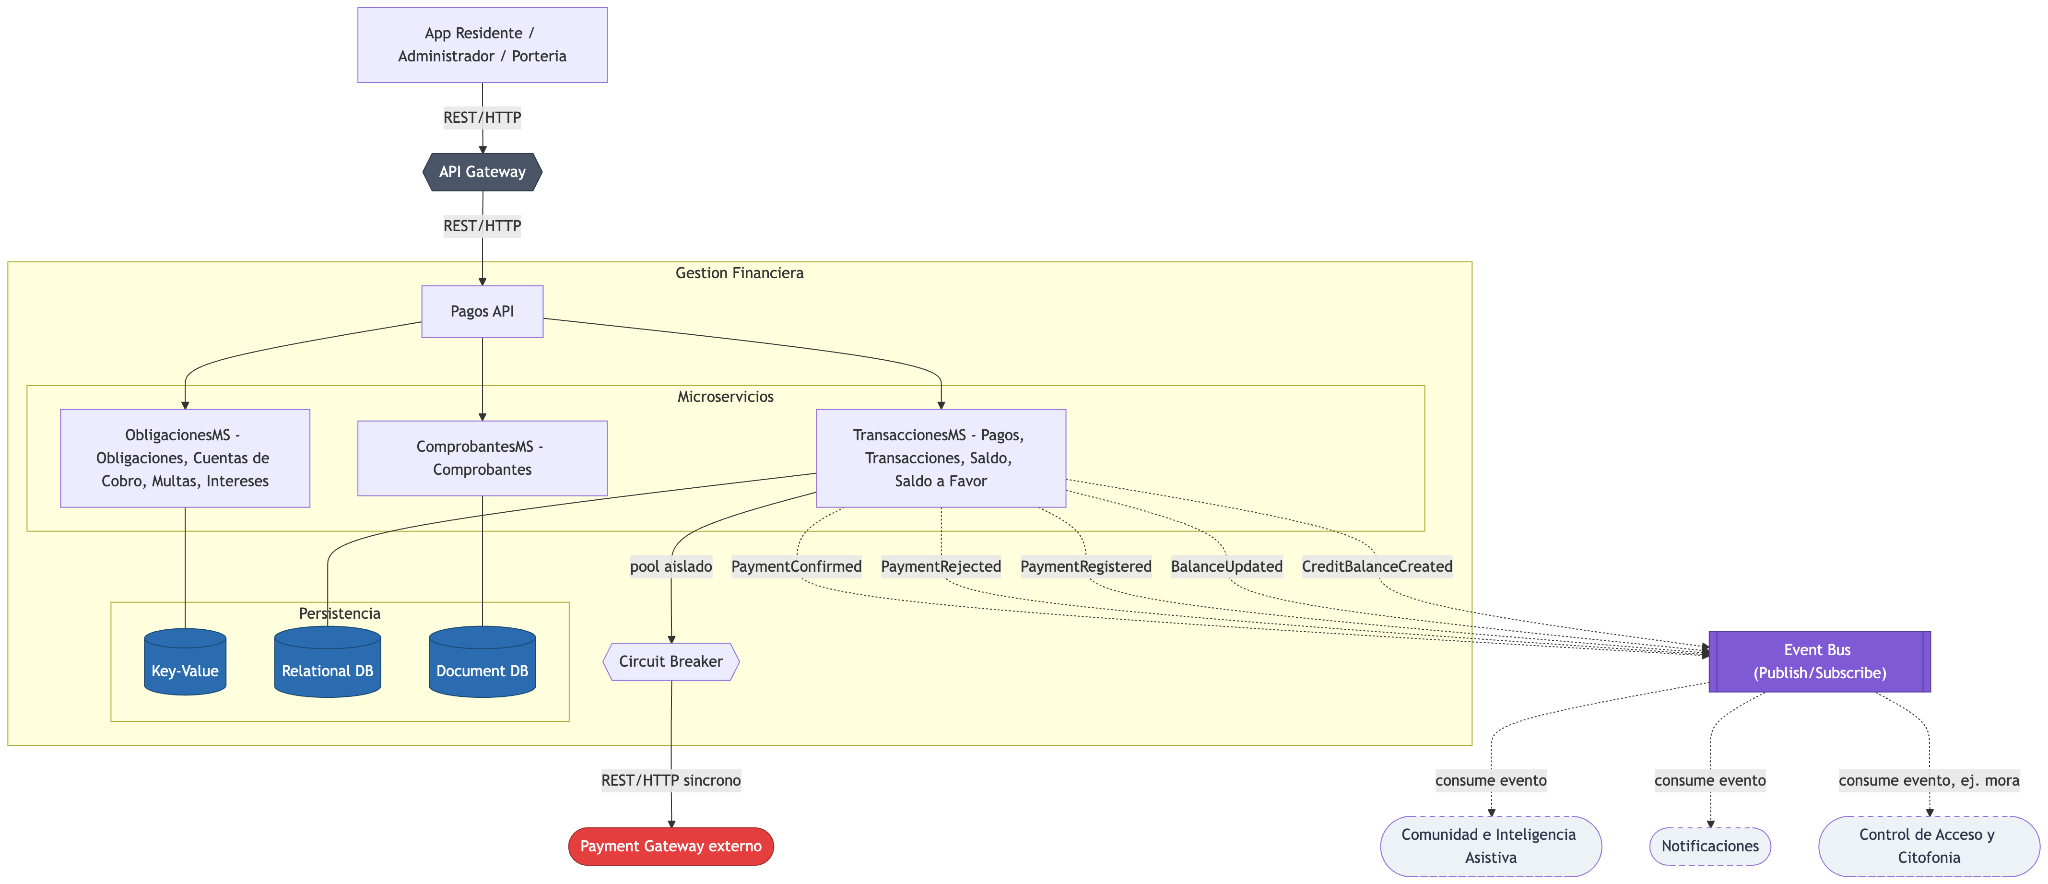 App Residente /
Administrador / Porteria
REST/HTTP
API Gateway
REST/HTTP
Gestion Financiera
Pagos API
Microservicios
ObligacionesMS -
Obligaciones, Cuentas de
Cobro, Multas, Intereses
ComprobantesMS -
Comprobantes
TransaccionesMS - Pagos,
Transacciones, Saldo,
Saldo a Favor
pool aislado
PaymentConfirmed
PaymentRejected
PaymentRegistered
BalanceUpdated
CreditBalanceCreated
Persistencia
Key-Value
Relational DB
Document DB
Circuit Breaker
Event Bus
(Publish/Subscribe)
REST/HTTP sincrono
consume evento
consume evento
consume evento, ej. mora
Payment Gateway externo
Comunidad e Inteligencia
Asistiva
Notificaciones
Control de Acceso y
Citofonia